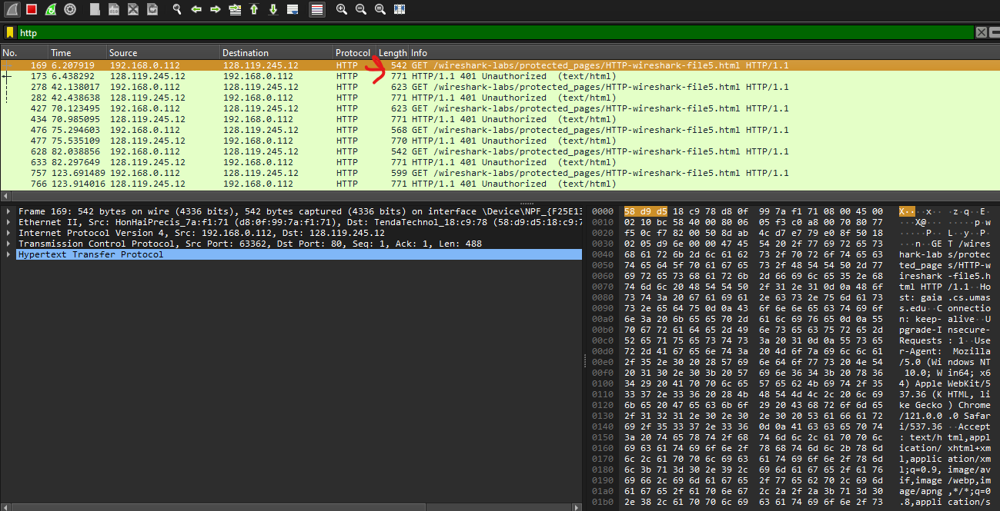 http
No. Time Source Destination Protocol Length Info
169 6.207919 192.168.0.112 128.119.245.12 HTTP 542 GET /wireshark-labs/protected_pages/HTTP-wireshark-file5.html HTTP/1.1
173 6.438292 128.119.245.12 192.168.0.112 HTTP 771 HTTP/1.1 401 Unauthorized (text/html)
278 42.138017 192.168.0.112 128.119.245.12 HTTP 623 GET /wireshark-labs/protected_pages/HTTP-wireshark-file5.html HTTP/1.1
282 42.438638 128.119.245.12 192.168.0.112 HTTP 771 HTTP/1.1 401 Unauthorized (text/html)
427 70.123495 192.168.0.112 128.119.245.12 HTTP 623 GET /wireshark-labs/protected_pages/HTTP-wireshark-file5.html HTTP/1.1
434 70.985095 128.119.245.12 192.168.0.112 HTTP 771 HTTP/1.1 401 Unauthorized (text/html)
476 75.294603 192.168.0.112 128.119.245.12 HTTP 568 GET /wireshark-labs/protected_pages/HTTP-wireshark-file5.html HTTP/1.1
477 75.535109 128.119.245.12 192.168.0.112 HTTP 770 HTTP/1.1 401 Unauthorized (text/html)
628 82.038856 192.168.0.112 128.119.245.12 HTTP 542 GET /wireshark-labs/protected_pages/HTTP-wireshark-file5.html HTTP/1.1
633 82.297649 128.119.245.12 192.168.0.112 HTTP 771 HTTP/1.1 401 Unauthorized (text/html)
757 123.691489 192.168.0.112 128.119.245.12 HTTP 599 GET /wireshark-labs/protected_pages/HTTP-wireshark-file5.html HTTP/1.1
766 123.914016 128.119.245.12 192.168.0.112 HTTP 771 HTTP/1.1 401 Unauthorized (text/html)
Frame 169: 542 bytes on wire (4336 bits), 542 bytes captured (4336 bits) on interface \Device\NPF_{F25E13
Ethernet II, Src: HonHaiPrecis_7a:f1:71 (d8:0f:99:7a:f1:71), Dst: TendaTechnol_18:c9:78 (58:d9:d5:18:c9:7
Internet Protocol Version 4, Src: 192.168.0.112, Dst: 128.119.245.12
Transmission Control Protocol, Src Port: 63362, Dst Port: 80, Seq: 1, Ack: 1, Len: 488
Hypertext Transfer Protocol
0000 58 d9 d5 18 c9 78 d8 0f 99 7a f1 71 08 00 45 00 X····x·· ·z·q··E·
0010 02 10 bc 58 40 00 80 06 05 f3 c0 a8 00 70 80 77 ···X@··· ·····p·w
0020 f5 0c f7 82 00 50 8d ab 4c d7 e7 79 e0 8f 50 18 ·····P·· L··y··P·
0030 02 05 d9 6e 00 00 47 45 54 20 2f 77 69 72 65 73 ···n··GE T /wires
0040 68 61 72 6b 2d 6c 61 62 73 2f 70 72 6f 74 65 63 hark-lab s/protec
0050 74 65 64 5f 70 61 67 65 73 2f 48 54 54 50 2d 77 ted_page s/HTTP-w
0060 69 72 65 73 68 61 72 6b 2d 66 69 6c 65 35 2e 68 ireshark -file5.h
0070 74 6d 6c 20 48 54 54 50 2f 31 2e 31 0d 0a 48 6f tml HTTP /1.1··Ho
0080 73 74 3a 20 67 61 69 61 2e 63 73 2e 75 6d 61 73 st: gaia .cs.umas
0090 73 2e 65 64 75 0d 0a 43 6f 6e 6e 65 63 74 69 6f s.edu··C onnectio
00a0 6e 3a 20 6b 65 65 70 2d 61 6c 69 76 65 0d 0a 55 n: keep- alive··U
00b0 70 67 72 61 64 65 2d 49 6e 73 65 63 75 72 65 2d pgrade-I nsecure-
00c0 52 65 71 75 65 73 74 73 3a 20 31 0d 0a 55 73 65 Requests : 1··Use
00d0 72 2d 41 67 65 6e 74 3a 20 4d 6f 7a 69 6c 6c 61 r-Agent: Mozilla
00e0 2f 35 2e 30 20 28 57 69 6e 64 6f 77 73 20 4e 54 /5.0 (Wi ndows NT
00f0 20 31 30 2e 30 3b 20 57 69 6e 36 34 3b 20 78 36 10.0; W in64; x6
0100 34 29 20 41 70 70 6c 65 57 65 62 4b 69 74 2f 35 4) Apple WebKit/5
0110 33 37 2e 33 36 20 28 4b 48 54 4d 4c 2c 20 6c 69 37.36 (K HTML, li
0120 6b 65 20 47 65 63 6b 6f 29 20 43 68 72 6f 6d 65 ke Gecko ) Chrome
0130 2f 31 32 31 2e 30 2e 30 2e 30 20 53 61 66 61 72 /121.0.0 .0 Safar
0140 69 2f 35 33 37 2e 33 36 0d 0a 41 63 63 65 70 74 i/537.36 ··Accept
0150 3a 20 74 65 78 74 2f 68 74 6d 6c 2c 61 70 70 6c : text/h tml,appl
0160 69 63 61 74 69 6f 6e 2f 78 68 74 6d 6c 2b 78 6d ication/ xhtml+xm
0170 6c 2c 61 70 70 6c 69 63 61 74 69 6f 6e 2f 78 6d l,applic ation/xm
0180 6c 3b 71 3d 30 2e 39 2c 69 6d 61 67 65 2f 61 76 l;q=0.9, image/av
0190 69 66 2c 69 6d 61 67 65 2f 77 65 62 70 2c 69 6d if,image /webp,im
01a0 61 67 65 2f 61 70 6e 67 2c 2a 2f 2a 3b 71 3d 30 age/apng ,*/*;q=0
01b0 2e 38 2c 61 70 70 6c 69 63 61 74 69 6f 6e 2f 73 .8,appli cation/s